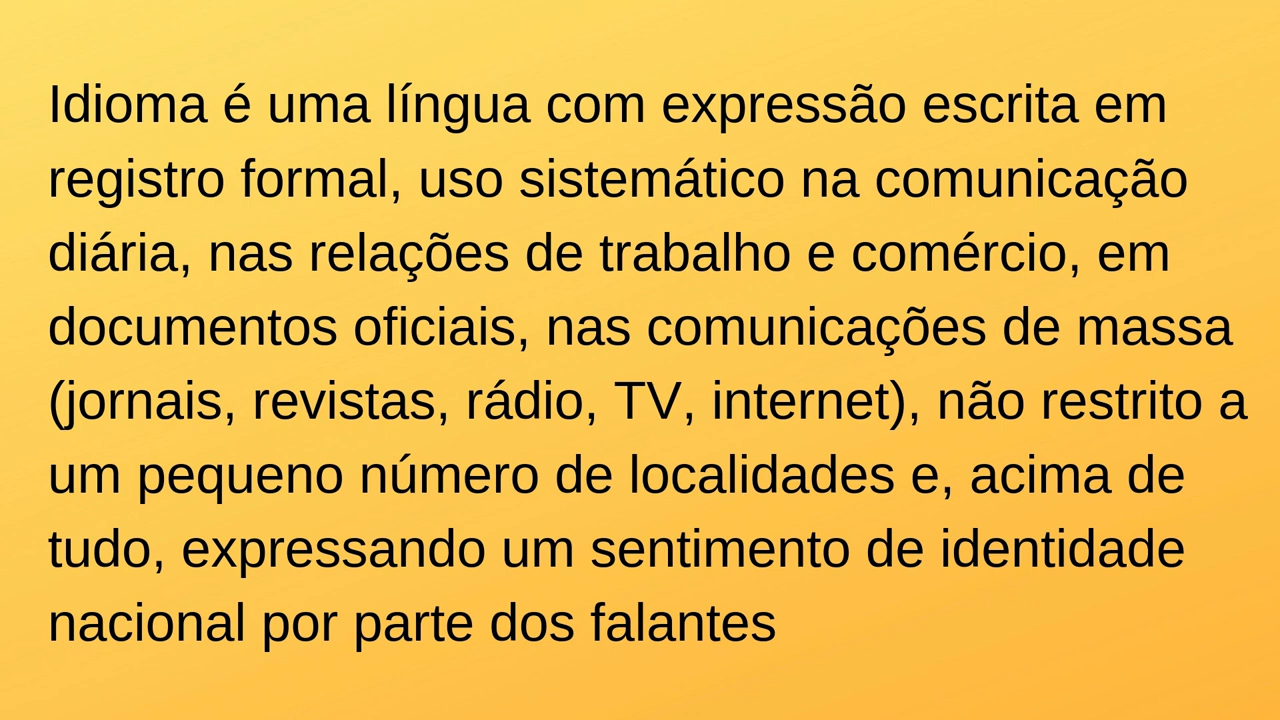 Idioma é uma língua com expressão escrita em
registro formal, uso sistemático na comunicação
diária, nas relações de trabalho e comércio, em
documentos oficiais, nas comunicações de massa
(jornais, revistas, rádio, TV, internet), não restrito a
um pequeno número de localidades e, acima de
tudo, expressando um sentimento de identidade
nacional por parte dos falantes